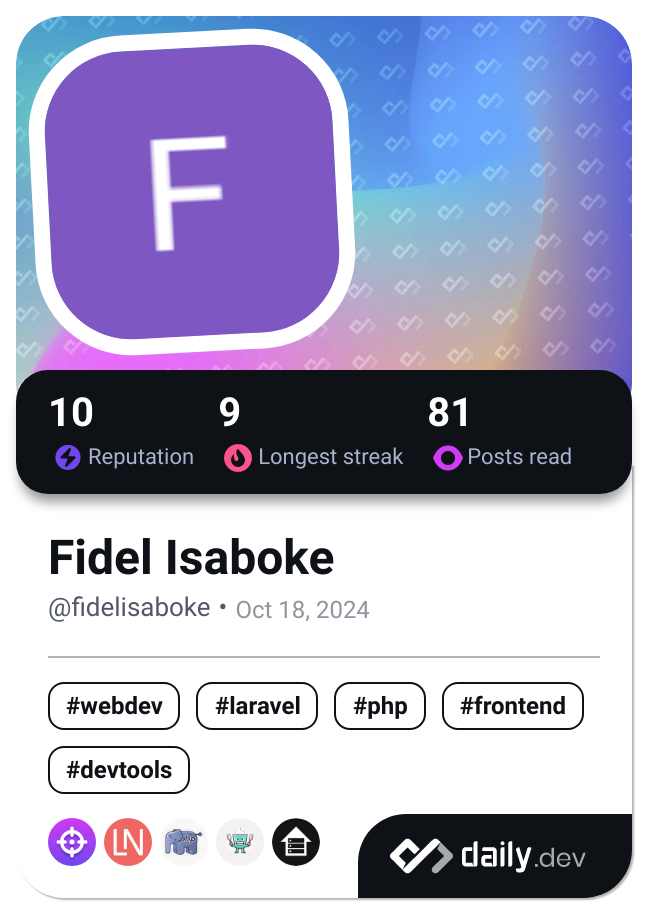 F
10 9 81
Reputation Longest streak Posts read
Fidel Isaboke
@fidelisaboke • Oct 18, 2024
#webdev #laravel #php #frontend
#devtools
LN php
daily.dev